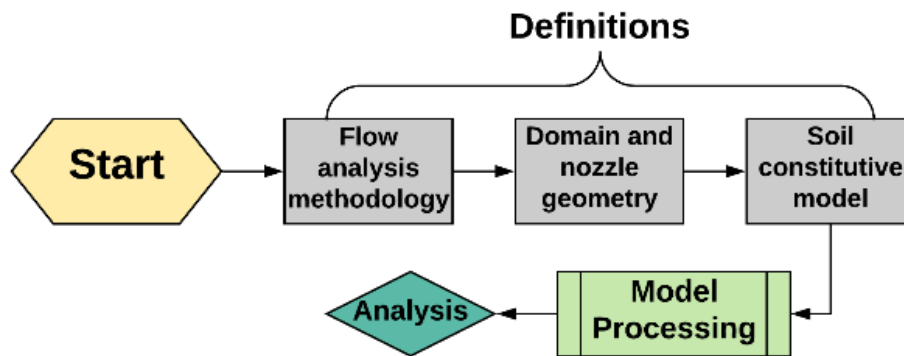 Definitions
Start
Flow
analysis
methodology
Domain and
nozzle
geometry
Soil
constitutive
model
Model
Processing
Analysis